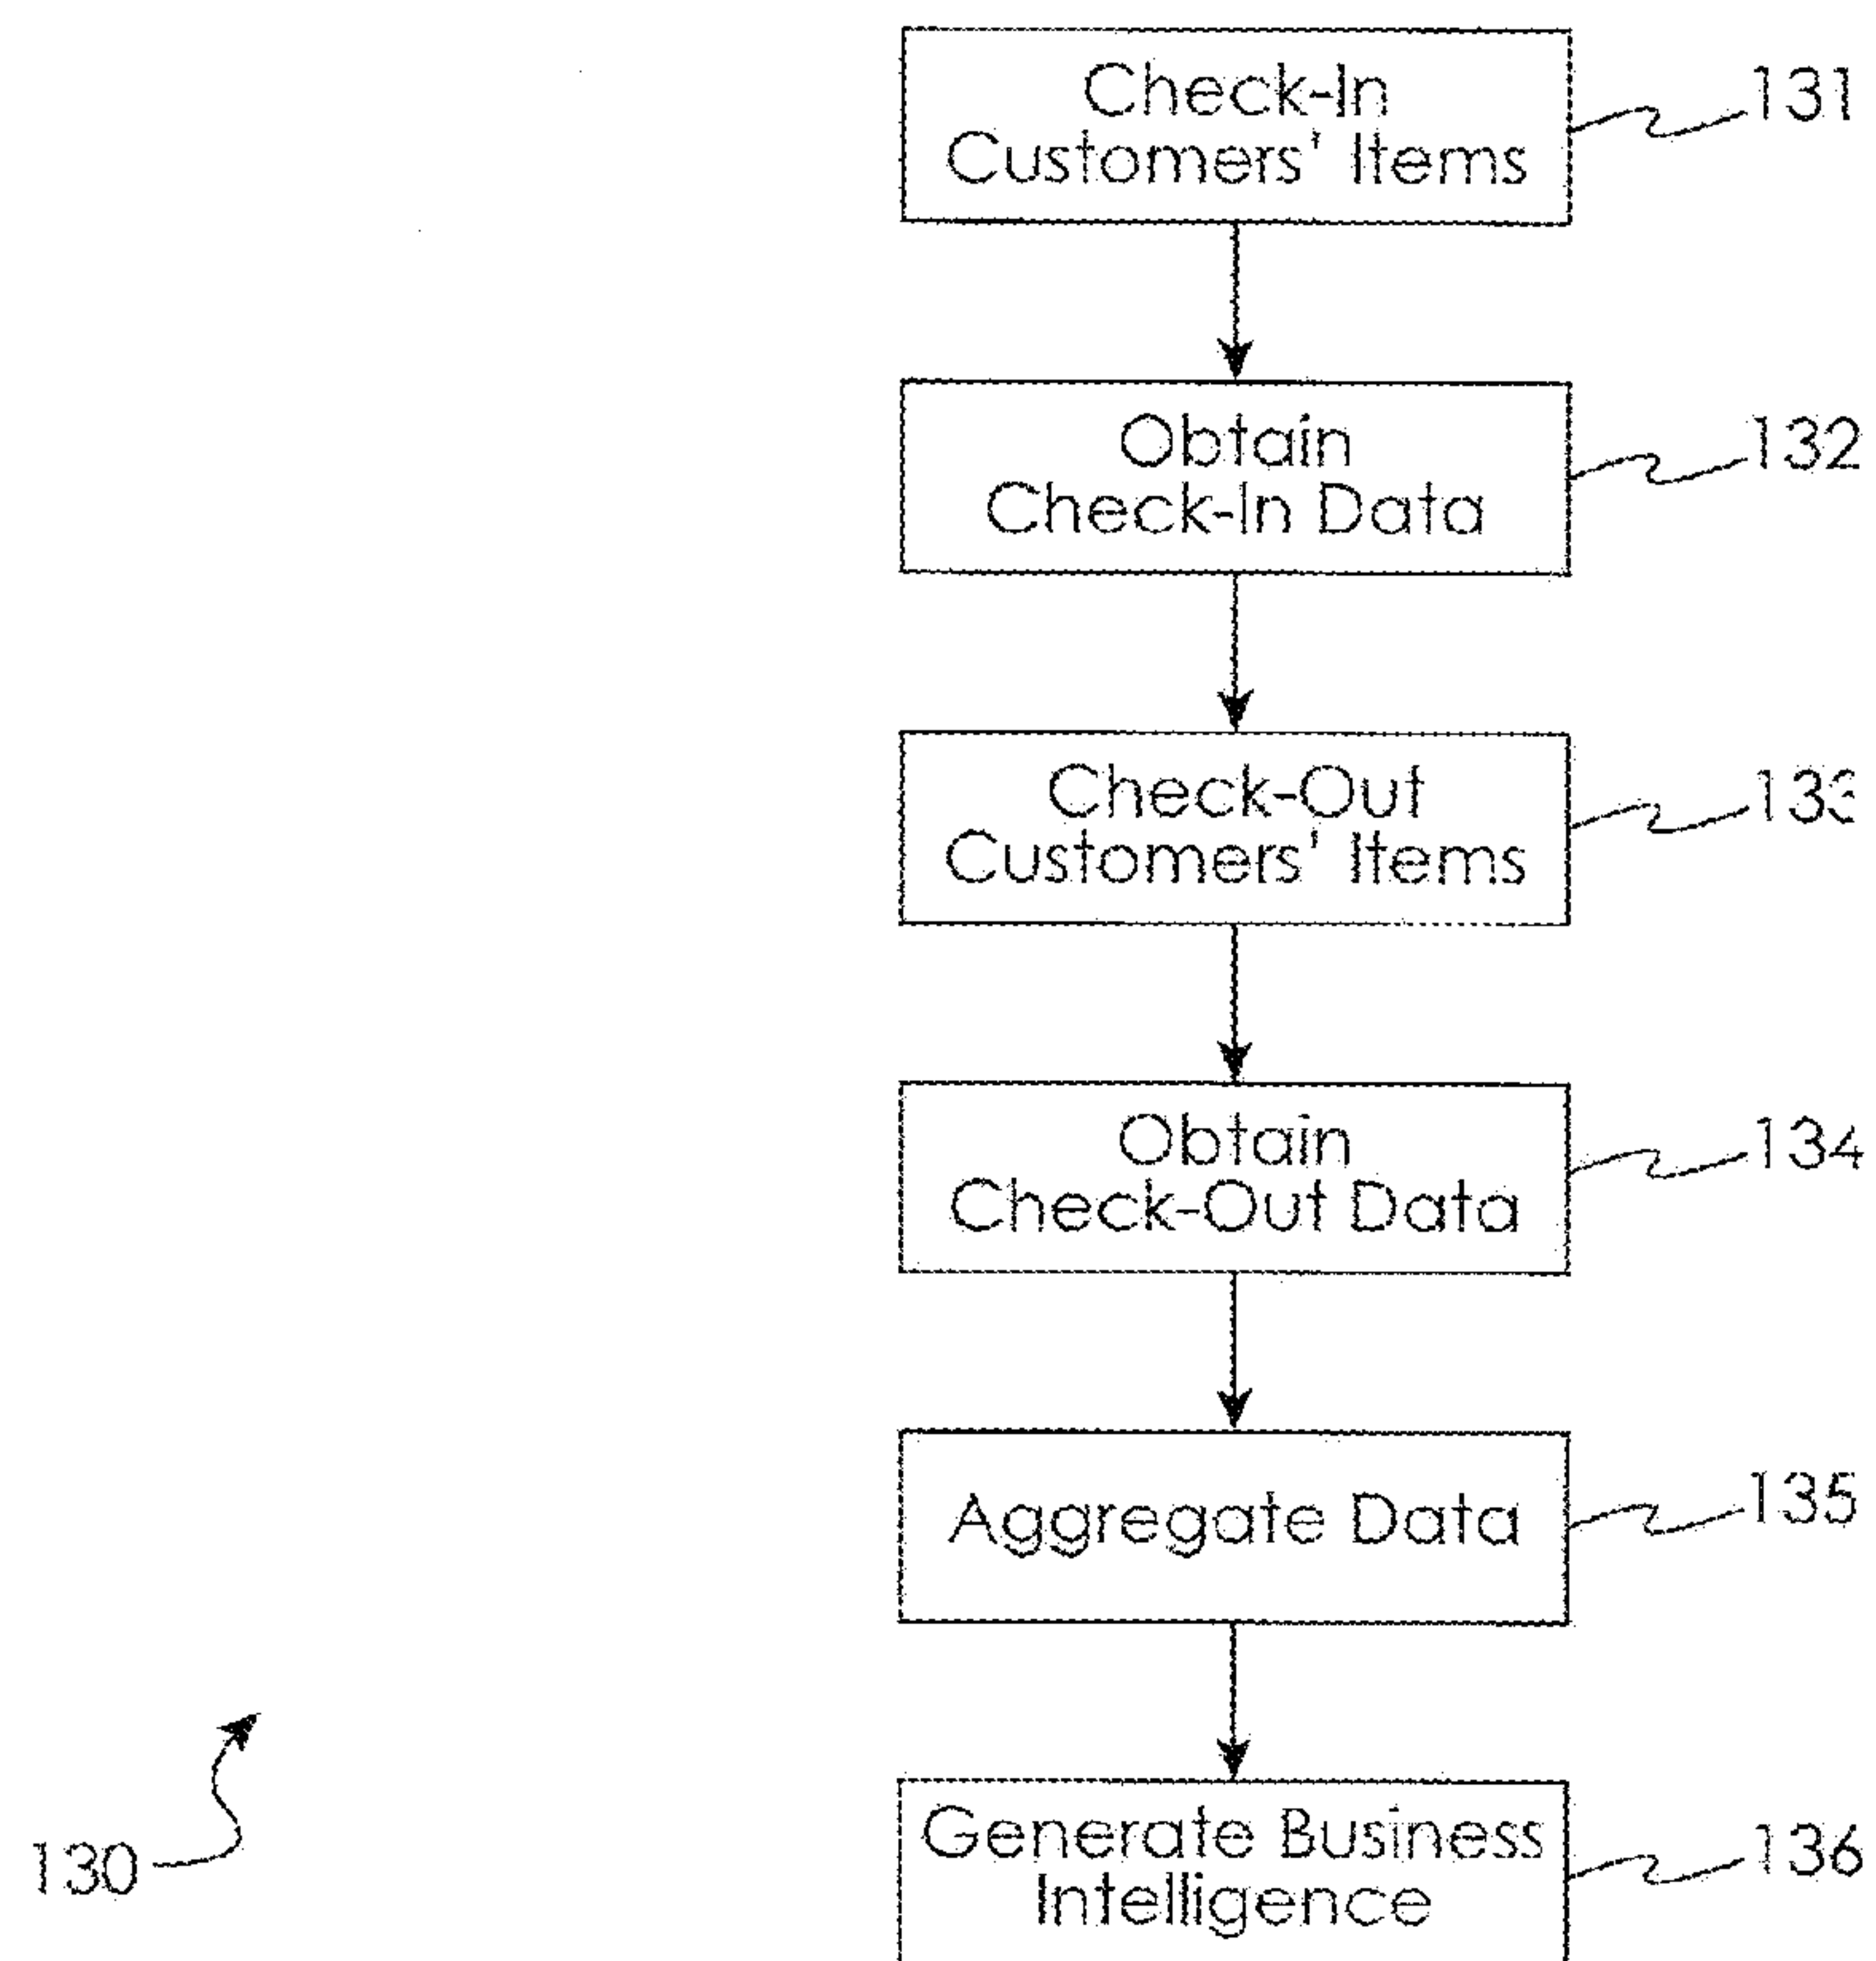 Check-In
Customers' Items
131
Obtain
Check-In Data
132
Check-Out
Customers' Items
133
Obtain
Check-Out Data
134
Aggregate Data
135
Generate Business
Intelligence
136
130